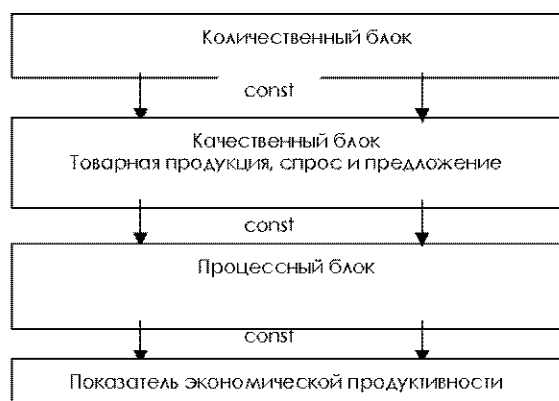 Количественный блок
const
Качественный блок
Товарная продукция, спрос и предложение
const
Процессный блок
const
Показатель экономической продуктивности